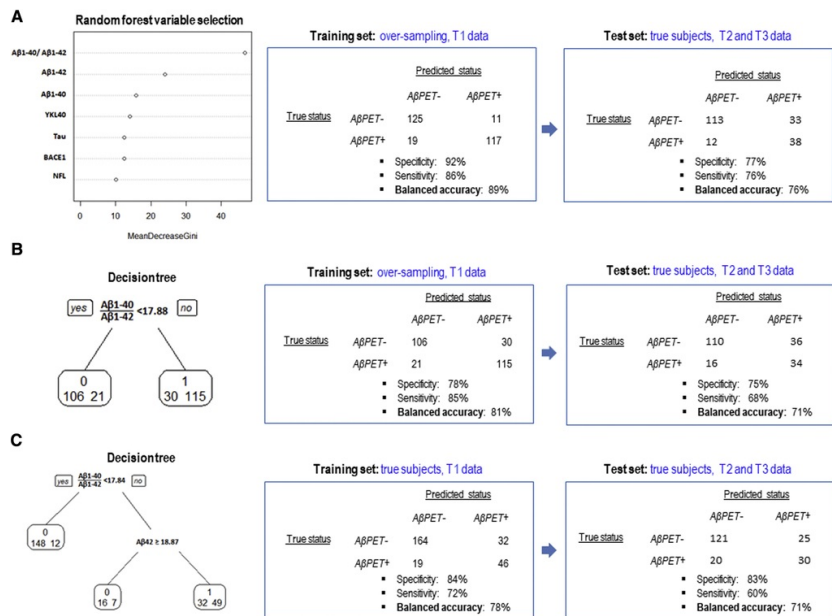 A
Random forest variable selection
Aβ1-40/ Aβ1-42
Aβ1-42
Aβ1-40
YKL40
Tau
BACE1
NFL
0 10 20 30 40
MeanDecreaseGini
Training set: over-sampling, T1 data
Predicted status
AβPET- AβPET+
True status AβPET- 125 11
AβPET+ 19 117
▪ Specificity: 92%
▪ Sensitivity: 86%
▪ Balanced accuracy: 89%
Test set: true subjects, T2 and T3 data
Predicted status
AβPET- AβPET+
True status AβPET- 113 33
AβPET+ 12 38
▪ Specificity: 77%
▪ Sensitivity: 76%
▪ Balanced accuracy: 76%
B
Decisiontree
yes Aβ1-40 no
Aβ1-42 <17.88
0
106 21
1
30 115
Training set: over-sampling, T1 data
Predicted status
AβPET- AβPET+
True status AβPET- 106 30
AβPET+ 21 115
▪ Specificity: 78%
▪ Sensitivity: 85%
▪ Balanced accuracy: 81%
Test set: true subjects, T2 and T3 data
Predicted status
AβPET- AβPET+
True status AβPET- 110 36
AβPET+ 16 34
▪ Specificity: 75%
▪ Sensitivity: 68%
▪ Balanced accuracy: 71%
C
Decisiontree
yes Aβ1-40 no
Aβ1-42 <17.84
0
148 12
Aβ42 ≥ 18.87
0
16 7
1
32 49
Training set: true subjects, T1 data
Predicted status
AβPET- AβPET+
True status AβPET- 164 32
AβPET+ 19 46
▪ Specificity: 84%
▪ Sensitivity: 72%
▪ Balanced accuracy: 78%
Test set: true subjects, T2 and T3 data
Predicted status
AβPET- AβPET+
True status AβPET- 121 25
AβPET+ 20 30
▪ Specificity: 83%
▪ Sensitivity: 60%
▪ Balanced accuracy: 71%